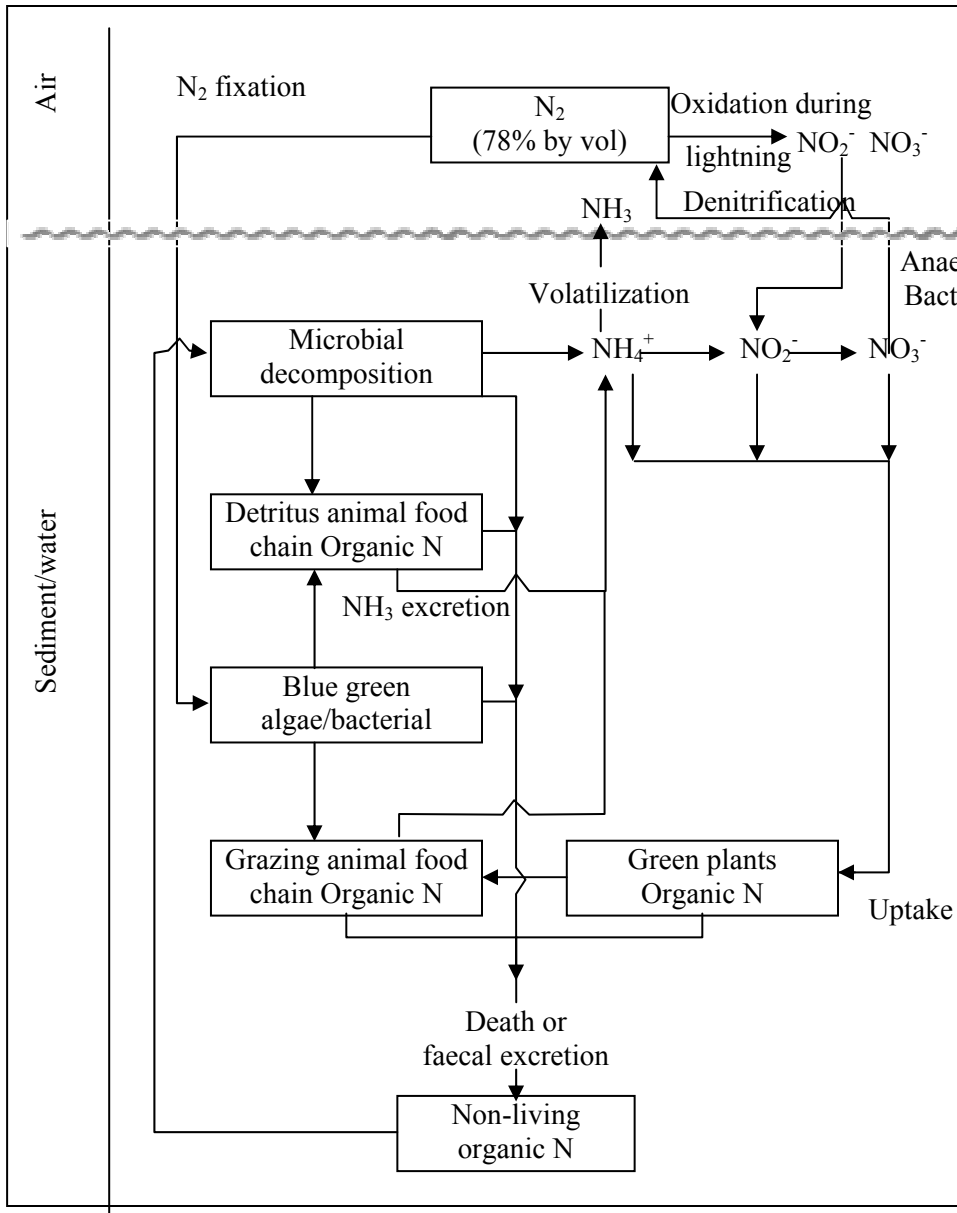 Air
N₂ fixation
N₂
(78% by vol)
Oxidation during
lightning
NO₂⁻ NO₃⁻
Denitrification
NH₃
Anae
Bact
Volatilization
Microbial
decomposition
NH₄⁺
NO₂⁻
NO₃⁻
Detritus animal food
chain Organic N
NH₃ excretion
Sediment/water
Blue green
algae/bacterial
Grazing animal food
chain Organic N
Green plants
Organic N
Uptake
Death or
faecal excretion
Non-living
organic N